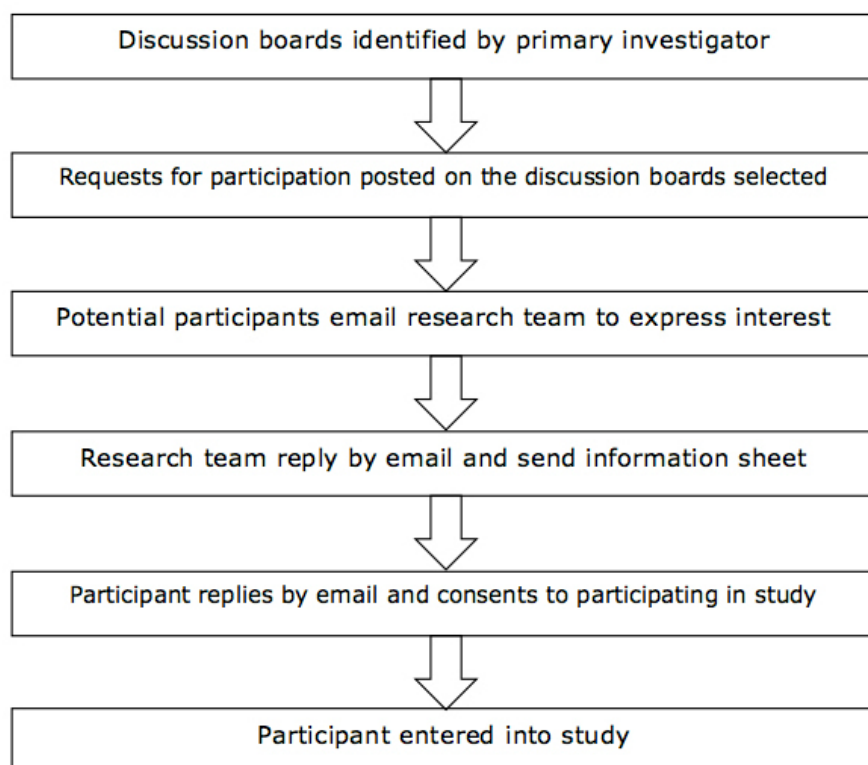 Discussion boards identified by primary investigator
Requests for participation posted on the discussion boards selected
Potential participants email research team to express interest
Research team reply by email and send information sheet
Participant replies by email and consents to participating in study
Participant entered into study